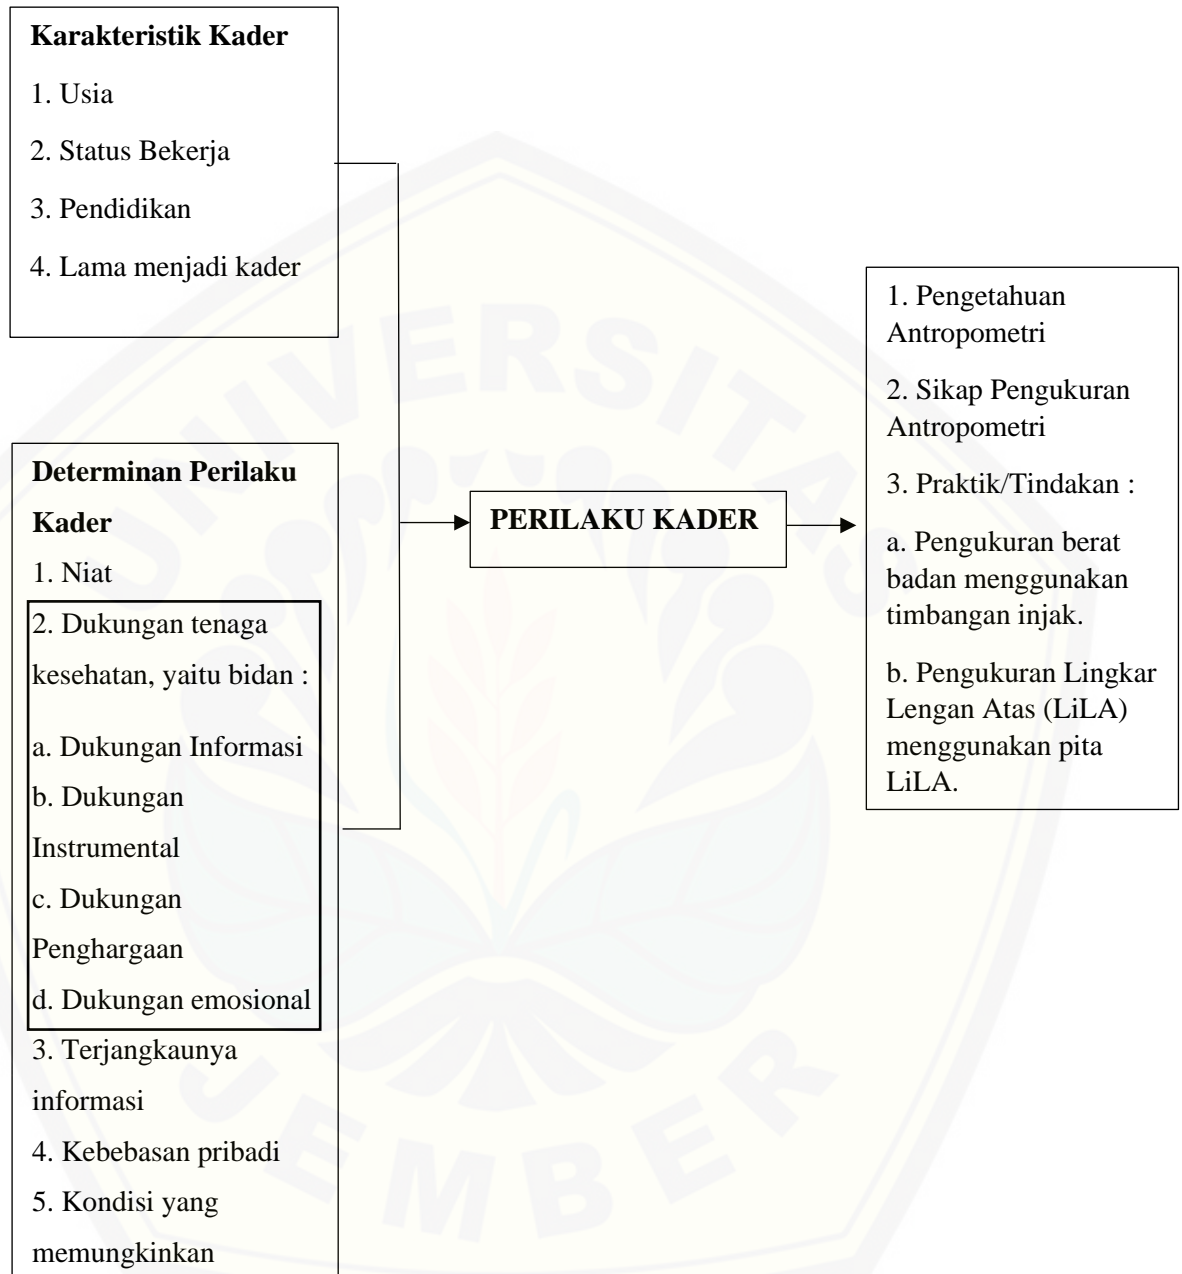 Karakteristik Kader
1. Usia
2. Status Bekerja
3. Pendidikan
4. Lama menjadi kader
Determinan Perilaku
Kader
1. Niat
2. Dukungan tenaga
kesehatan, yaitu bidan :
a. Dukungan Informasi
b. Dukungan
Instrumental
c. Dukungan
Penghargaan
d. Dukungan emosional
3. Terjangkaunya
informasi
4. Kebebasan pribadi
5. Kondisi yang
memungkinkan
PERILAKU KADER
1. Pengetahuan
Antropometri
2. Sikap Pengukuran
Antropometri
3. Praktik/Tindakan :
a. Pengukuran berat
badan menggunakan
timbangan injak.
b. Pengukuran Lingkar
Lengan Atas (LiLA)
menggunakan pita
LiLA.
UNIVERSITAS
JEMBER